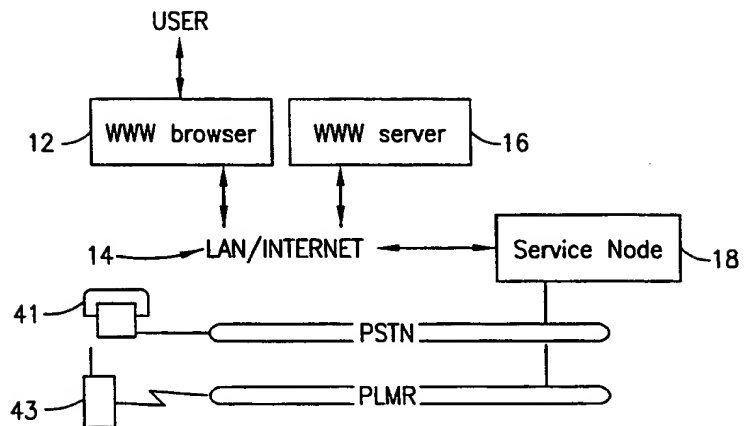 USER
12 WWW browser WWW server 16
14 LAN/INTERNET Service Node 18
41 PSTN
43 PLMR